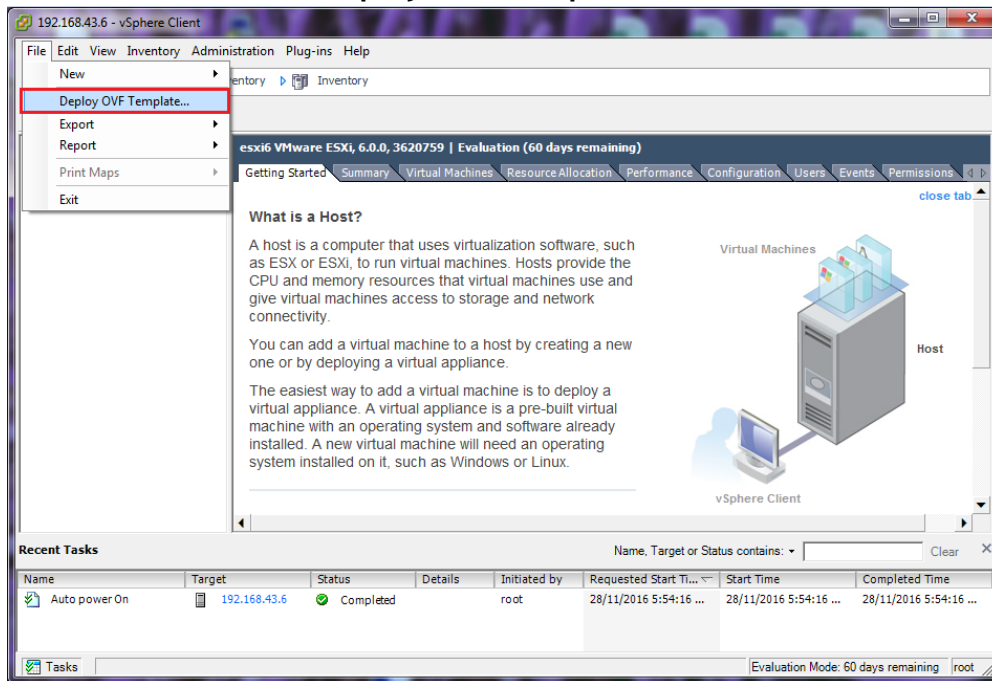 192.168.43.6 - vSphere Client
File Edit View Inventory Administration Plug-ins Help
New
entory Inventory
Deploy OVF Template...
Export
Report
Print Maps
Exit
esxi6 VMware ESXi, 6.0.0, 3620759 | Evaluation (60 days remaining)
Getting Started Summary Virtual Machines Resource Allocation Performance Configuration Users Events Permissions
close tab
What is a Host?
A host is a computer that uses virtualization software, such
as ESX or ESXi, to run virtual machines. Hosts provide the
CPU and memory resources that virtual machines use and
give virtual machines access to storage and network
connectivity.
You can add a virtual machine to a host by creating a new
one or by deploying a virtual appliance.
The easiest way to add a virtual machine is to deploy a
virtual appliance. A virtual appliance is a pre-built virtual
machine with an operating system and software already
installed. A new virtual machine will need an operating
system installed on it, such as Windows or Linux.
Virtual Machines
Host
vSphere Client
Recent Tasks
Name, Target or Status contains: Clear
Name Target Status Details Initiated by Requested Start Ti... Start Time Completed Time
Auto power On 192.168.43.6 Completed root 28/11/2016 5:54:16 ... 28/11/2016 5:54:16 ... 28/11/2016 5:54:16 ...
Tasks Evaluation Mode: 60 days remaining root